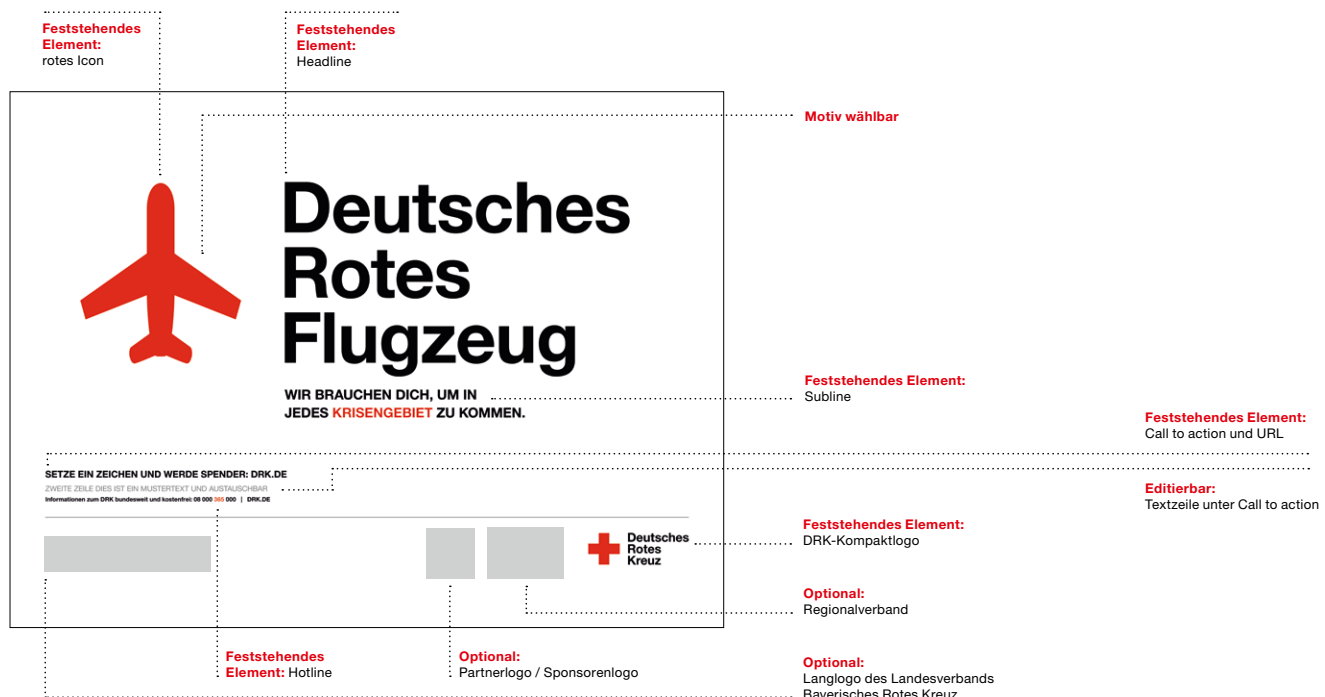 Feststehendes
Element:
rotes Icon
Feststehendes
Element:
Headline
Motiv wählbar
Deutsches
Rotes
Flugzeug
WIR BRAUCHEN DICH, UM IN
JEDES KRISENGEBIET ZU KOMMEN.
Feststehendes Element:
Subline
Feststehendes Element:
Call to action und URL
SETZE EIN ZEICHEN UND WERDE SPENDER: DRK.DE
ZWEITE ZEILE DIES IST EIN MUSTERTEXT UND AUSTAUSCHBAR
Informationen zum DRK bundesweit und kostenfrei: 08 000 365 000 | DRK.DE
Editierbar:
Textzeile unter Call to action
Deutsches
Rotes
Kreuz
Feststehendes Element:
DRK-Kompaktlogo
Optional:
Regionalverband
Feststehendes
Element: Hotline
Optional:
Partnerlogo / Sponsorenlogo
Optional:
Langlogo des Landesverbands
Bayerisches Rotes Kreuz